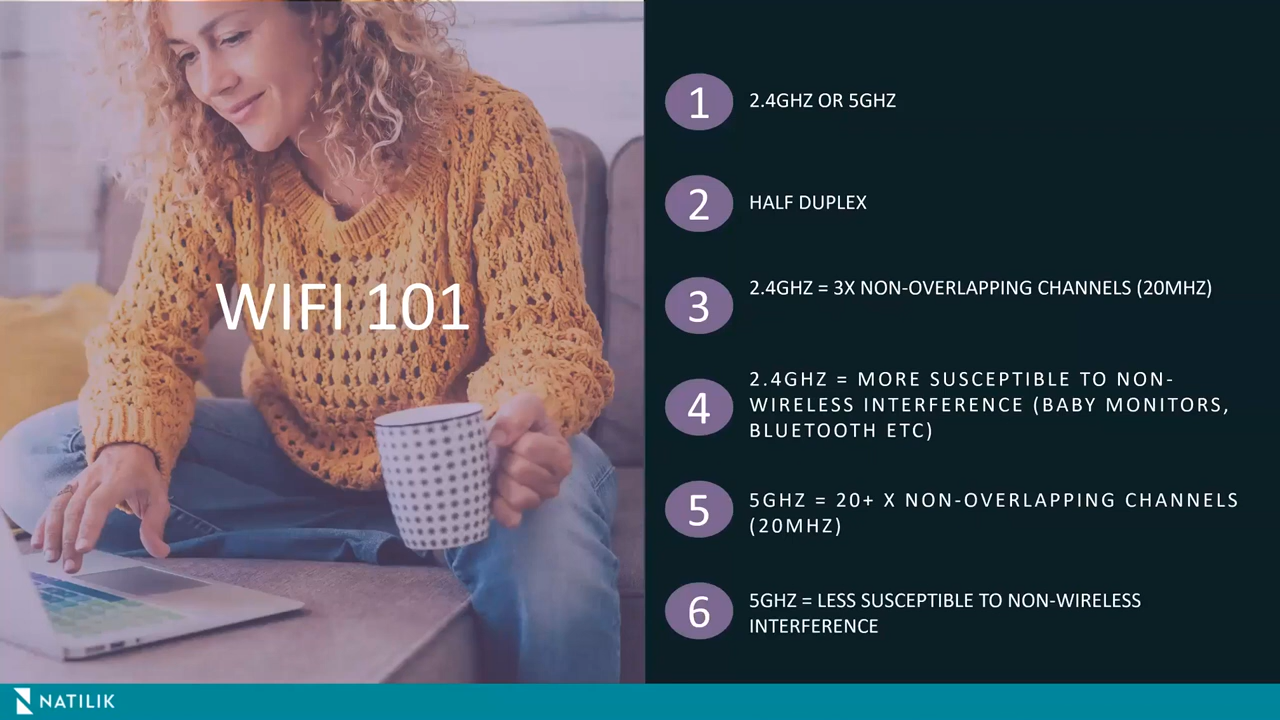 WIFI 101
1
2.4GHZ OR 5GHZ
2
HALF DUPLEX
3
2.4GHZ = 3X NON-OVERLAPPING CHANNELS (20MHZ)
4
2.4GHZ = MORE SUSCEPTIBLE TO NON-
WIRELESS INTERFERENCE (BABY MONITORS,
BLUETOOTH ETC)
5
5GHZ = 20+ X NON-OVERLAPPING CHANNELS
(20MHZ)
6
5GHZ = LESS SUSCEPTIBLE TO NON-WIRELESS
INTERFERENCE
NATILIK